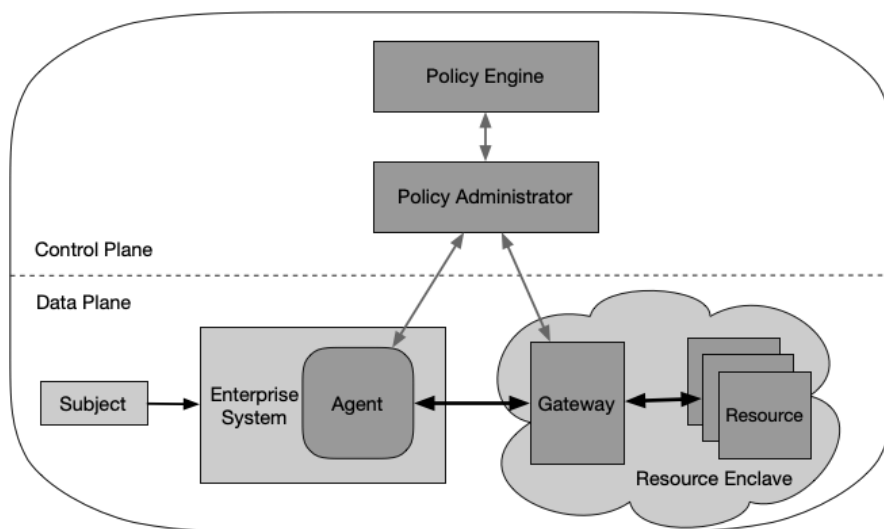 Policy Engine
Policy Administrator
Control Plane
Data Plane
Subject
Enterprise
System
Agent
Gateway
Resource
Resource Enclave